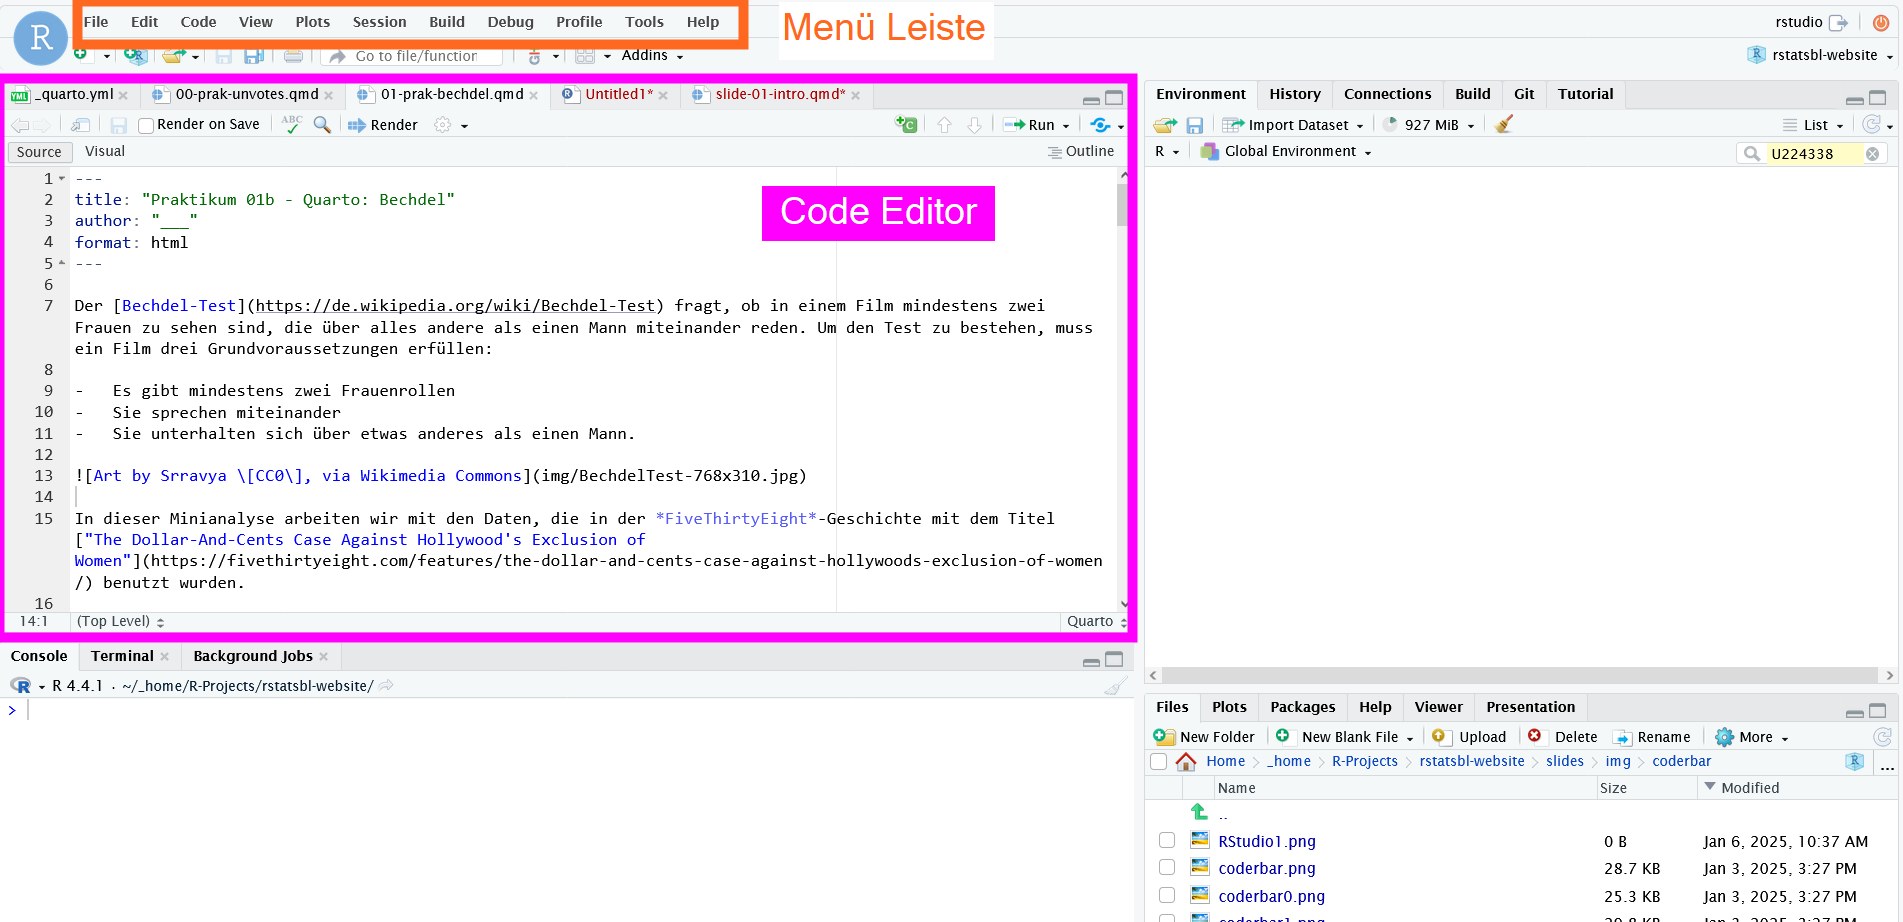 File Edit Code View Plots Session Build Debug Profile Tools Help
Menü Leiste
rstudio
R
Go to file/function
Addins
rstatsbl-website
_quarto.yml
00-prak-unvotes.qmd
01-prak-bechdel.qmd
Untitled1*
slide-01-intro.qmd*
Render on Save
ABC
Render
Run
Source Visual
Outline
Code Editor
1 ---
2 title: "Praktikum 01b - Quarto: Bechdel"
3 author: "___"
4 format: html
5 ---
6
7 Der [Bechdel-Test](https://de.wikipedia.org/wiki/Bechdel-Test) fragt, ob in einem Film mindestens zwei
Frauen zu sehen sind, die über alles andere als einen Mann miteinander reden. Um den Test zu bestehen, muss
ein Film drei Grundvoraussetzungen erfüllen:
8
9 - Es gibt mindestens zwei Frauenrollen
10 - Sie sprechen miteinander
11 - Sie unterhalten sich über etwas anderes als einen Mann.
12
13 ![Art by Srravya \[CC0\], via Wikimedia Commons](img/BechdelTest-768x310.jpg)
14
15 In dieser Minianalyse arbeiten wir mit den Daten, die in der *FiveThirtyEight*-Geschichte mit dem Titel
["The Dollar-And-Cents Case Against Hollywood's Exclusion of
Women"](https://fivethirtyeight.com/features/the-dollar-and-cents-case-against-hollywoods-exclusion-of-women
/) benutzt wurden.
16
14:1 (Top Level) Quarto
Console Terminal Background Jobs
R 4.4.1 · ~/_home/R-Projects/rstatsbl-website/
>
Environment History Connections Build Git Tutorial
Import Dataset 927 MiB List
R Global Environment U224338
Files Plots Packages Help Viewer Presentation
New Folder New Blank File Upload Delete Rename More
Home _home R-Projects rstatsbl-website slides img coderbar ...
Name Size Modified
..
RStudio1.png 0 B Jan 6, 2025, 10:37 AM
coderbar.png 28.7 KB Jan 3, 2025, 3:27 PM
coderbar0.png 25.3 KB Jan 3, 2025, 3:27 PM
coderbar1.png 29.8 KB Jan 3, 2025, 3:27 PM